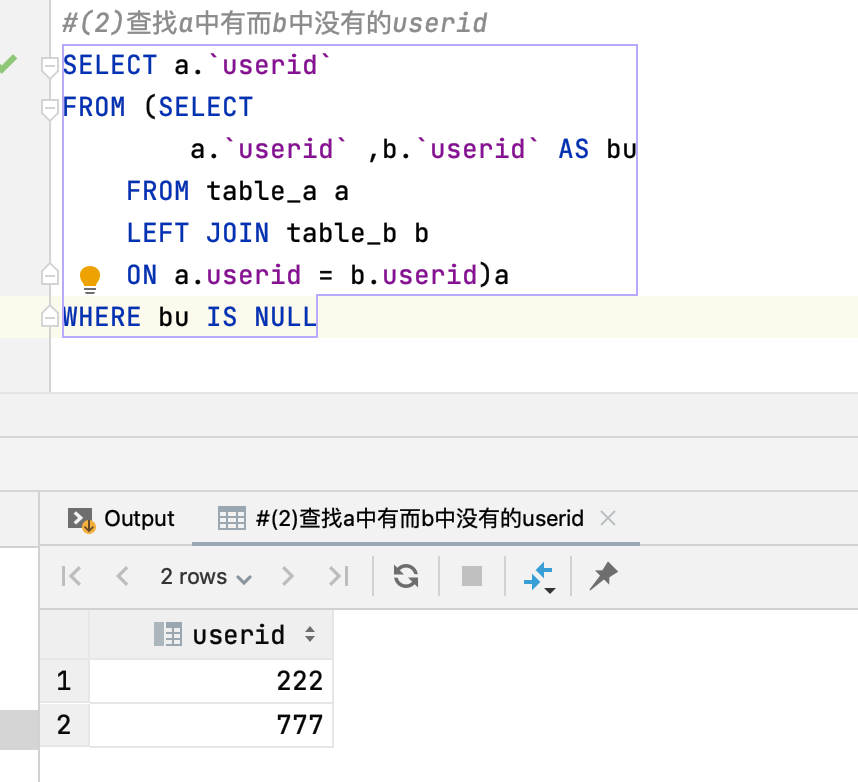 #(2)查找a中有而b中没有的userid
SELECT a.`userid`
FROM (SELECT
a.`userid` ,b.`userid` AS bu
FROM table_a a
LEFT JOIN table_b b
ON a.userid = b.userid)a
WHERE bu IS NULL
Output #(2)查找a中有而b中没有的userid
2 rows
userid
1 222
2 777